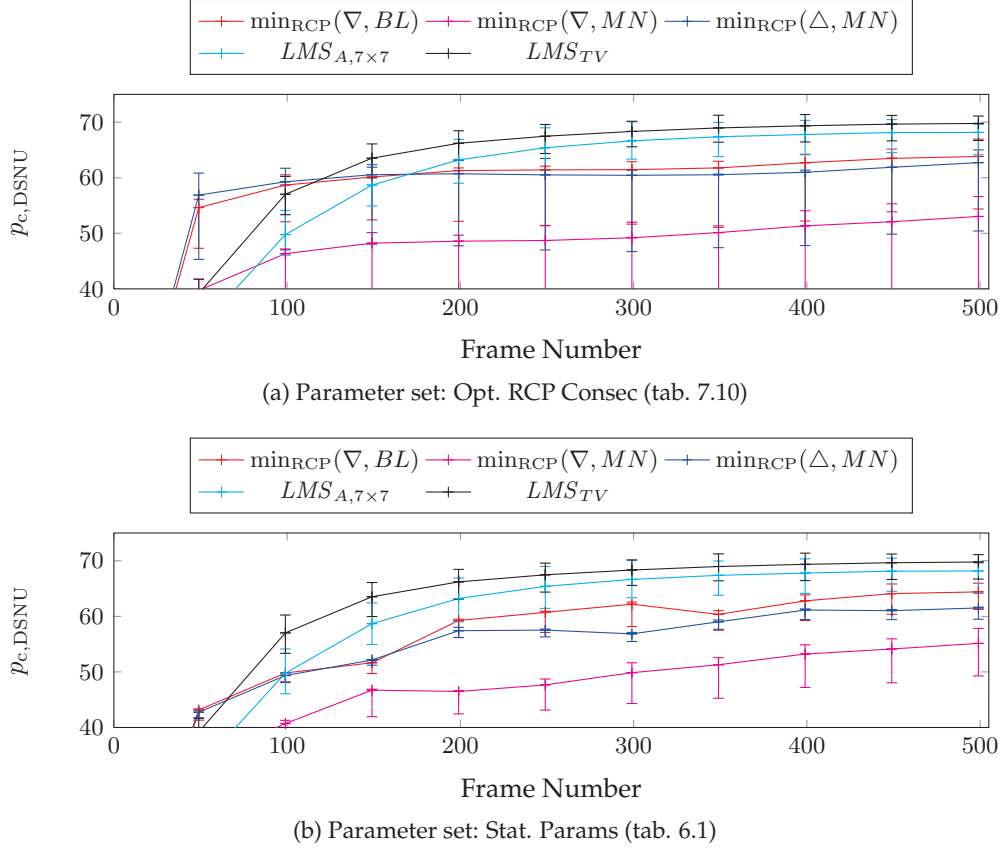 min_RCP(∇, BL) min_RCP(∇, MN) min_RCP(△, MN)
LMS_A,7×7 LMS_TV
70
60
50
40
p_c,DSNU
0 100 200 300 400 500
Frame Number
(a) Parameter set: Opt. RCP Consec (tab. 7.10)
min_RCP(∇, BL) min_RCP(∇, MN) min_RCP(△, MN)
LMS_A,7×7 LMS_TV
70
60
50
40
p_c,DSNU
0 100 200 300 400 500
Frame Number
(b) Parameter set: Stat. Params (tab. 6.1)